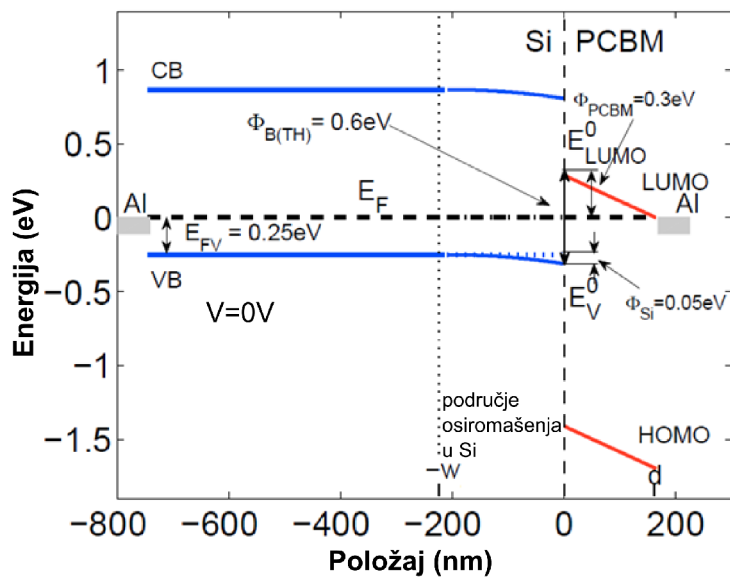 Si PCBM
1
CB
Φ_PCBM=0.3eV
Φ_B(TH) = 0.6eV
E⁰_LUMO
0.5
LUMO
Al
E_F
Al
0
E_FV = 0.25eV
VB
E⁰_V
Φ_Si=0.05eV
−0.5
V=0V
−1
područje
osiromašenja
u Si
HOMO
−1.5
−W
d
−800 −600 −400 −200 0 200
Položaj (nm)
Energija (eV)